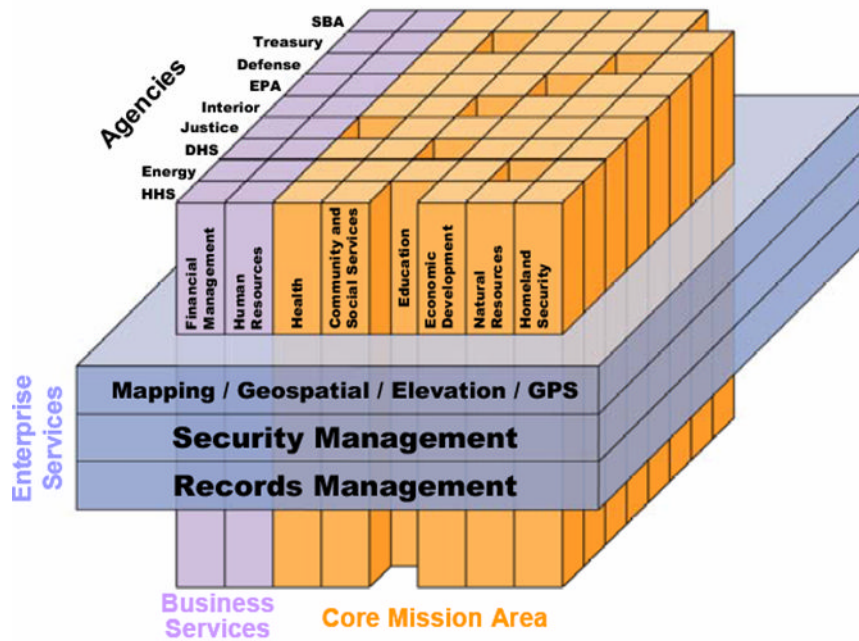 SBA
Treasury
Defense
EPA
Interior
Justice
DHS
Energy
HHS
Agencies
Financial
Management
Human
Resources
Health
Community and
Social Services
Education
Economic
Development
Natural
Resources
Homeland
Security
Mapping / Geospatial / Elevation / GPS
Security Management
Records Management
Enterprise
Services
Business
Services
Core Mission Area